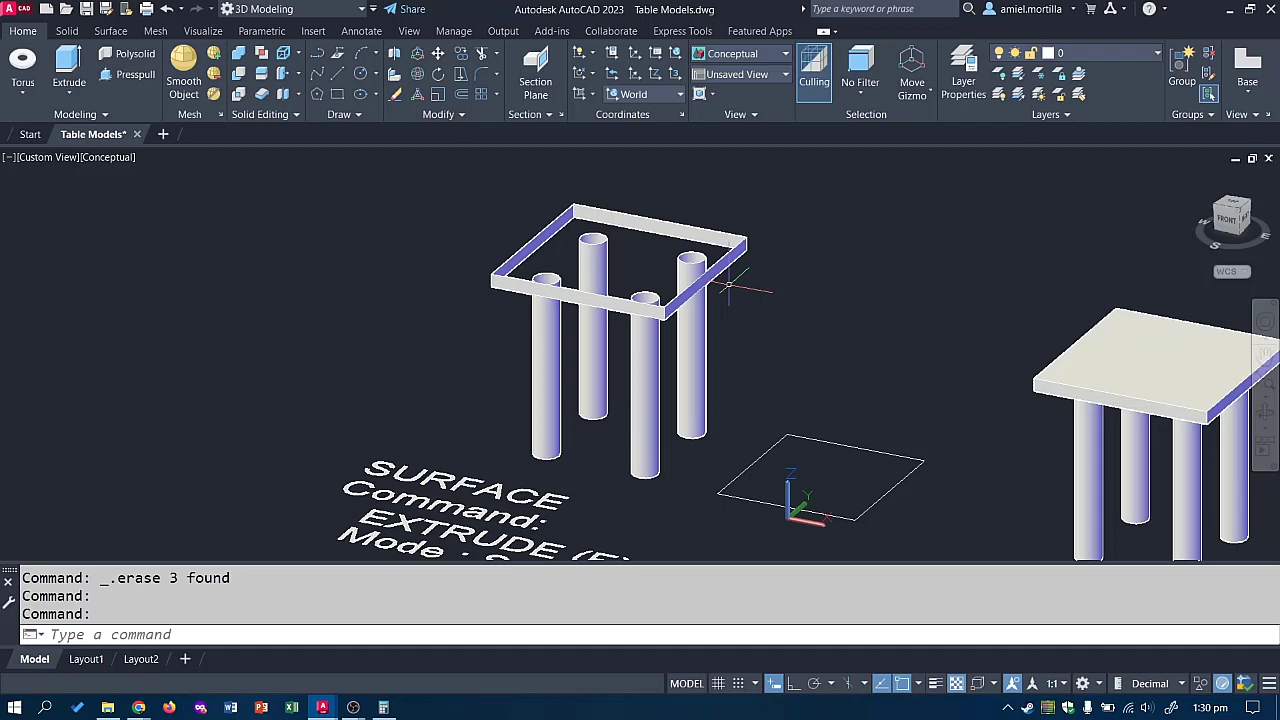 CAD
3D Modeling
Share
Autodesk AutoCAD 2023
Table Models.dwg
Type a keyword or phrase
amiel.mortilla
Home
Solid
Surface
Mesh
Visualize
Parametric
Insert
Annotate
View
Manage
Output
Add-ins
Collaborate
Express Tools
Featured Apps
Torus
Extrude
Polysolid
Presspull
Smooth Object
Section Plane
World
Conceptual
Unsaved View
Culling
No Filter
Move Gizmo
Layer Properties
0
Group
Base
Modeling
Mesh
Solid Editing
Draw
Modify
Section
Coordinates
View
Selection
Layers
Groups
View
Start
Table Models*
[−][Custom View][Conceptual]
FRONT
W
S
E
WCS
Z
Y
X
SURFACE
Command:
EXTRUDE
Mode :
Command: _.erase 3 found
Command:
Command:
Type a command
Model
Layout1
Layout2
MODEL
1:1
Decimal
1:30 pm